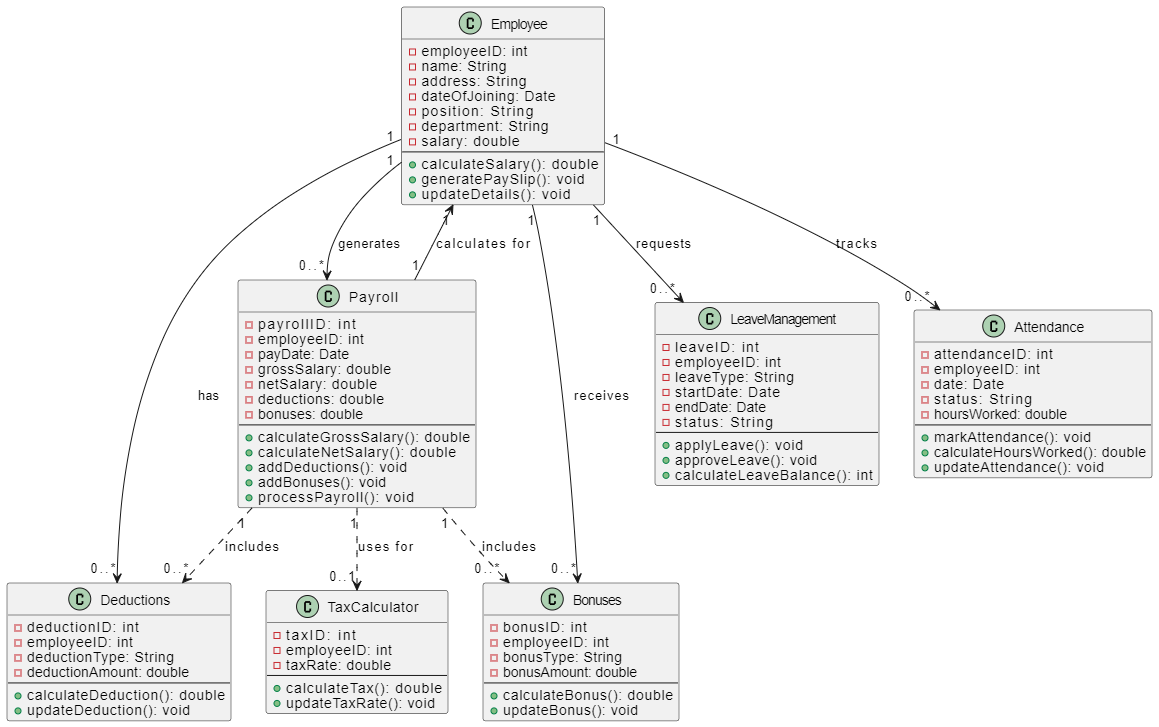 C Employee
employeeID: int
name: String
address: String
dateOfJoining: Date
position: String
department: String
salary: double
calculateSalary(): double
generatePaySlip(): void
updateDetails(): void
1
1
1
1
1
1
generates
calculates for
requests
tracks
0..*
1
0..*
0..*
C Payroll
payrollID: int
employeeID: int
payDate: Date
grossSalary: double
netSalary: double
deductions: double
bonuses: double
calculateGrossSalary(): double
calculateNetSalary(): double
addDeductions(): void
addBonuses(): void
processPayroll(): void
C LeaveManagement
leaveID: int
employeeID: int
leaveType: String
startDate: Date
endDate: Date
status: String
applyLeave(): void
approveLeave(): void
calculateLeaveBalance(): int
C Attendance
attendanceID: int
employeeID: int
date: Date
status: String
hoursWorked: double
markAttendance(): void
calculateHoursWorked(): double
updateAttendance(): void
has
receives
1
1
1
includes
uses for
includes
0..*
0..*
0..1
0..*
0..*
C Deductions
deductionID: int
employeeID: int
deductionType: String
deductionAmount: double
calculateDeduction(): double
updateDeduction(): void
C TaxCalculator
taxID: int
employeeID: int
taxRate: double
calculateTax(): double
updateTaxRate(): void
C Bonuses
bonusID: int
employeeID: int
bonusType: String
bonusAmount: double
calculateBonus(): double
updateBonus(): void